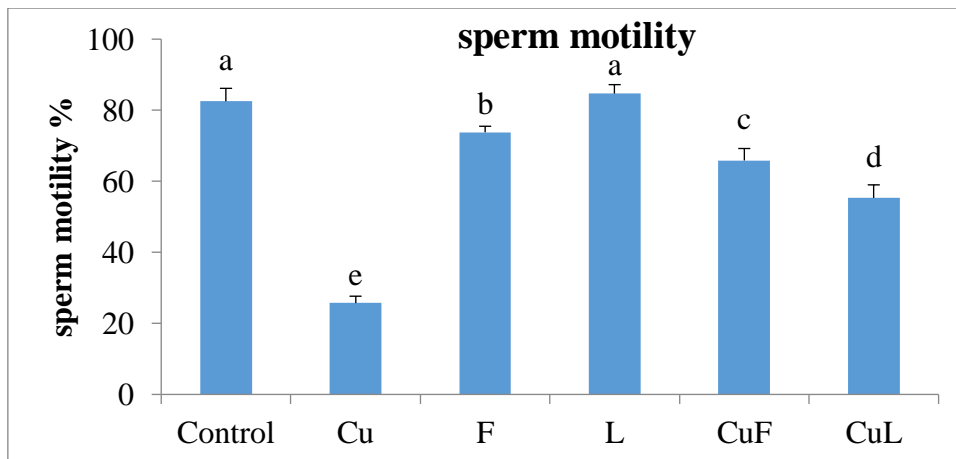 sperm motility
sperm motility %
100
80
60
40
20
0
a
e
b
a
c
d
Control Cu F L CuF CuL